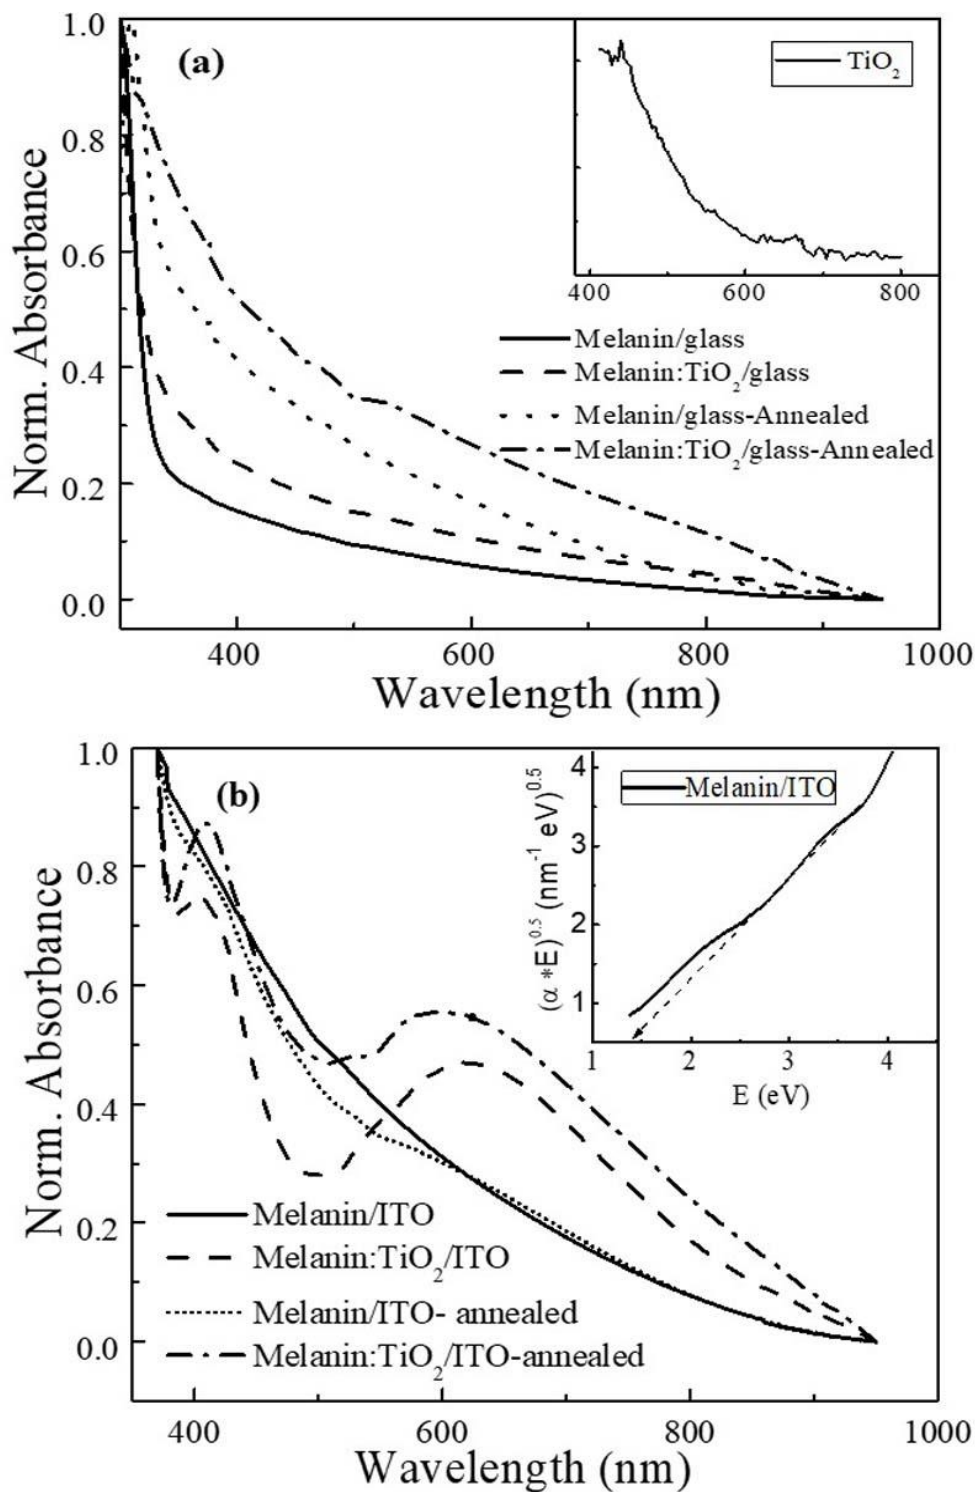 (a)
Norm. Absorbance
1.0
0.8
0.6
0.4
0.2
0.0
TiO₂
400 600 800
Melanin/glass
Melanin:TiO₂/glass
Melanin/glass-Annealed
Melanin:TiO₂/glass-Annealed
400 600 800 1000
Wavelength (nm)
(b)
Norm. Absorbance
1.0
0.8
0.6
0.4
0.2
0.0
Melanin/ITO
(α *E)⁰·⁵ (nm⁻¹ eV)⁰·⁵
4
3
2
1
1 2 3 4
E (eV)
Melanin/ITO
Melanin:TiO₂/ITO
Melanin/ITO- annealed
Melanin:TiO₂/ITO-annealed
400 600 800 1000
Wavelength (nm)